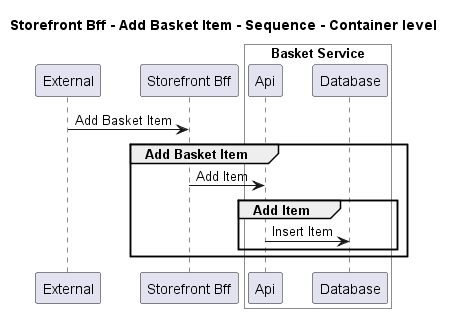 Storefront Bff - Add Basket Item - Sequence - Container level
Basket Service
External
Storefront Bff
Api
Database
Add Basket Item
Add Basket Item
Add Item
Add Item
Insert Item
External
Storefront Bff
Api
Database